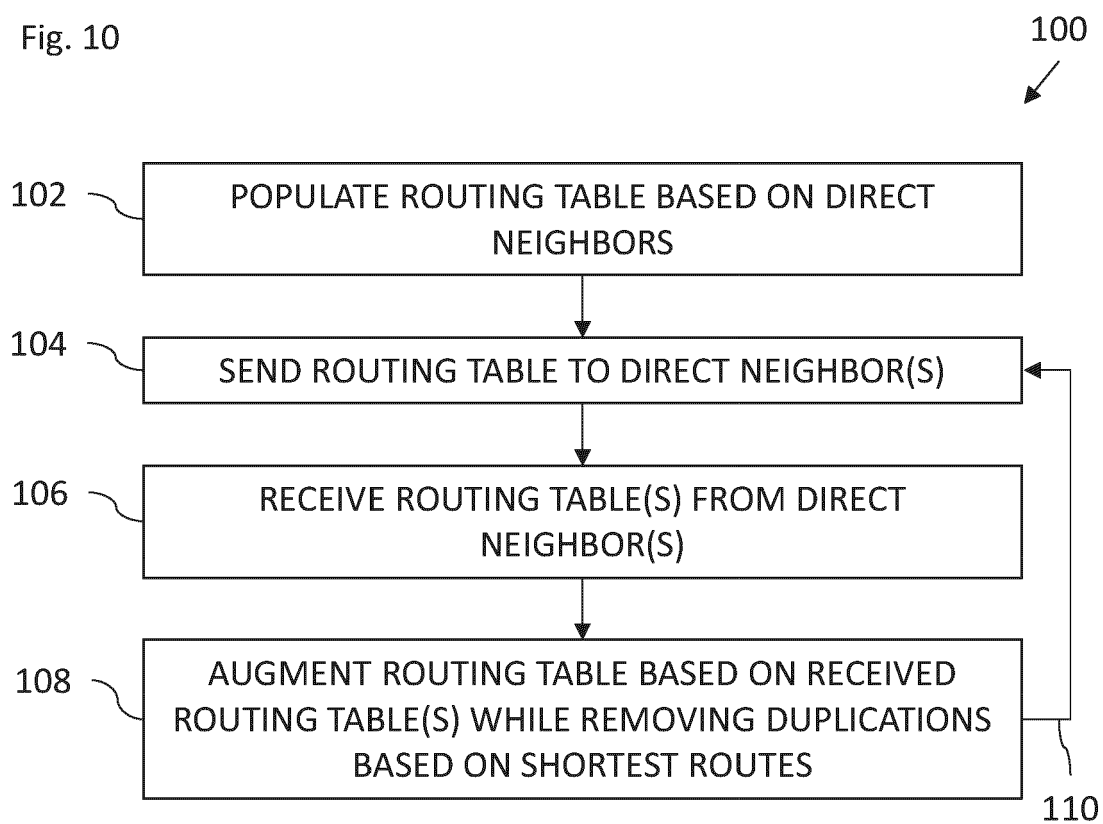 Fig. 10
100
102
POPULATE ROUTING TABLE BASED ON DIRECT
NEIGHBORS
104
SEND ROUTING TABLE TO DIRECT NEIGHBOR(S)
106
RECEIVE ROUTING TABLE(S) FROM DIRECT
NEIGHBOR(S)
108
AUGMENT ROUTING TABLE BASED ON RECEIVED
ROUTING TABLE(S) WHILE REMOVING DUPLICATIONS
BASED ON SHORTEST ROUTES
110